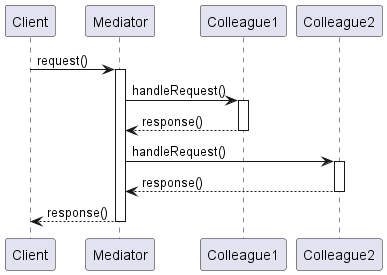 Client Mediator Colleague1 Colleague2
request()
handleRequest()
response()
handleRequest()
response()
response()
Client Mediator Colleague1 Colleague2